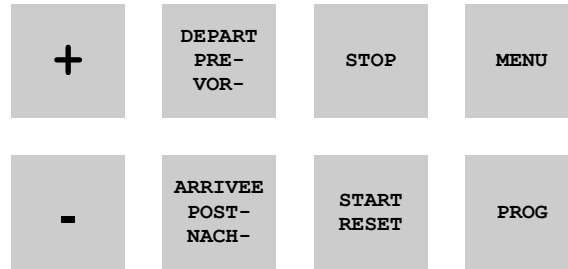 +
DEPART
PRE-
VOR-
STOP
MENU
-
ARRIVEE
POST-
NACH-
START
RESET
PROG